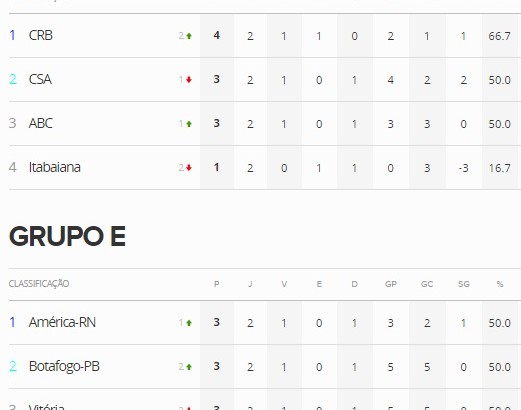 1 CRB 2 4 2 1 1 0 2 1 1 66.7
2 CSA 1 3 2 1 0 1 4 2 2 50.0
3 ABC 1 3 2 1 0 1 3 3 0 50.0
4 Itabaiana 2 1 2 0 1 1 0 3 -3 16.7
GRUPO E
CLASSIFICAÇÃO P J V E D GP GC SG %
1 América-RN 1 3 2 1 0 1 3 2 1 50.0
2 Botafogo-PB 2 3 2 1 0 1 5 5 0 50.0
3 Vitória 2 3 2 1 0 1 5 5 0 50.0